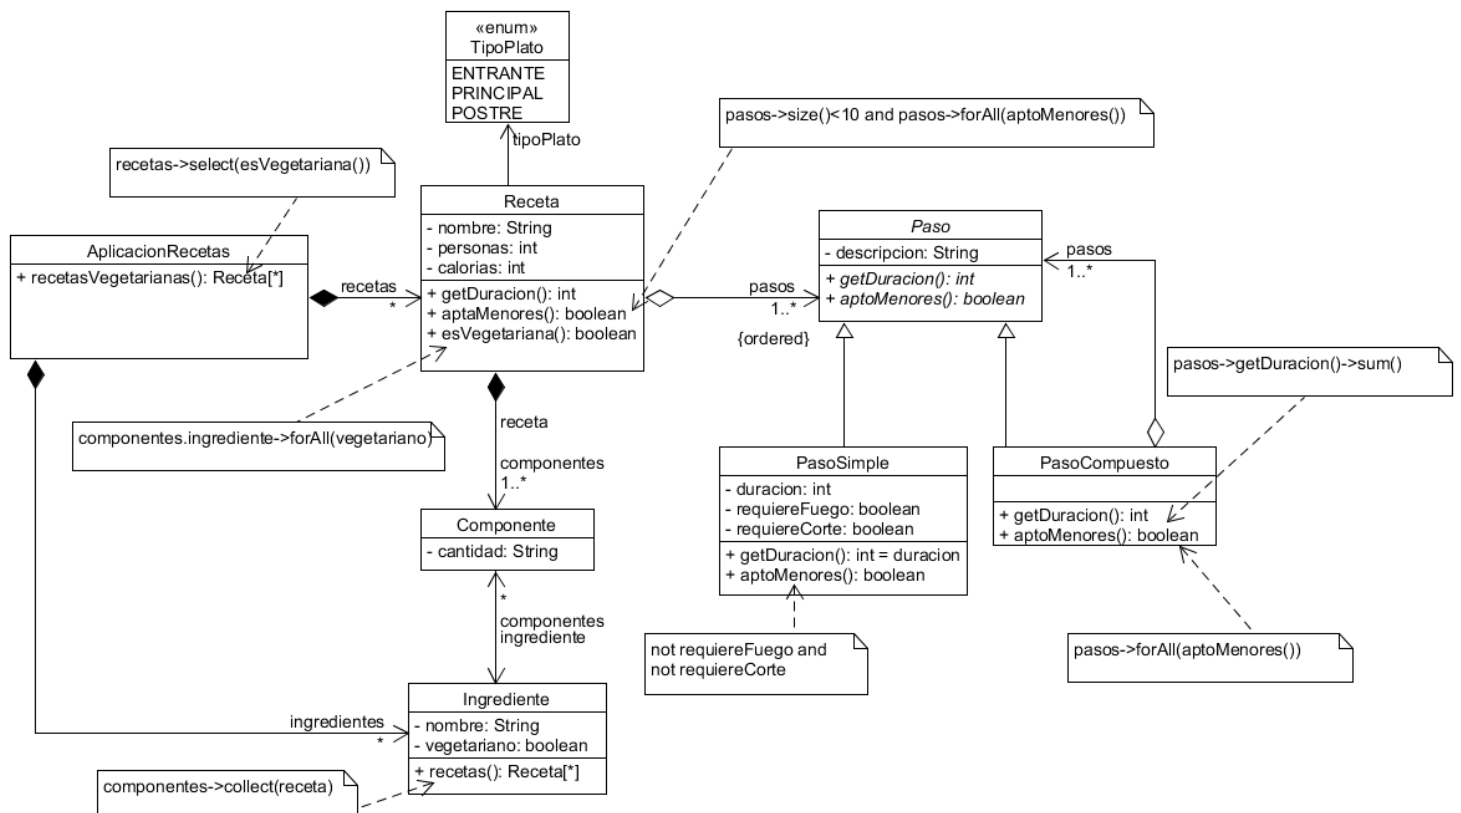 «enum»
TipoPlato
ENTRANTE
PRINCIPAL
POSTRE
tipoPlato
pasos->size()<10 and pasos->forAll(aptoMenores())
recetas->select(esVegetariana())
AplicacionRecetas
+ recetasVegetarianas(): Receta[*]
recetas
*
Receta
- nombre: String
- personas: int
- calorias: int
+ getDuracion(): int
+ aptaMenores(): boolean
+ esVegetariana(): boolean
pasos
1..*
{ordered}
Paso
- descripcion: String
+ getDuracion(): int
+ aptoMenores(): boolean
pasos
1..*
pasos->getDuracion()->sum()
componentes.ingrediente->forAll(vegetariano)
receta
componentes
1..*
Componente
- cantidad: String
*
componentes
ingrediente
PasoSimple
- duracion: int
- requiereFuego: boolean
- requiereCorte: boolean
+ getDuracion(): int = duracion
+ aptoMenores(): boolean
PasoCompuesto
+ getDuracion(): int
+ aptoMenores(): boolean
not requiereFuego and
not requiereCorte
pasos->forAll(aptoMenores())
ingredientes
*
Ingrediente
- nombre: String
- vegetariano: boolean
+ recetas(): Receta[*]
componentes->collect(receta)